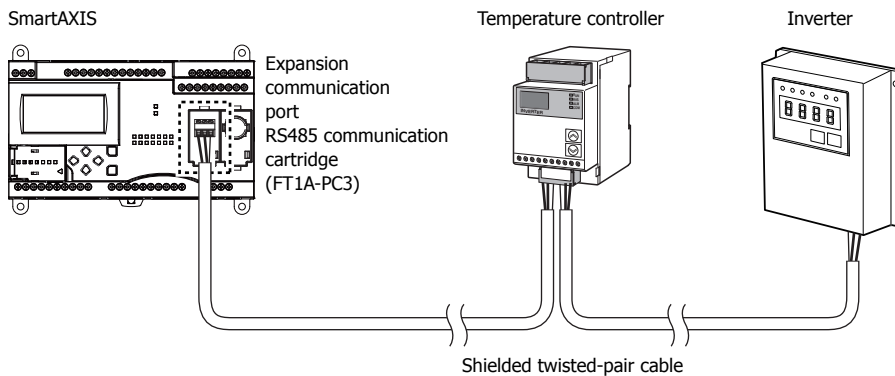 SmartAXIS
Temperature controller
Inverter
Expansion
communication
port
RS485 communication
cartridge
(FT1A-PC3)
Shielded twisted-pair cable